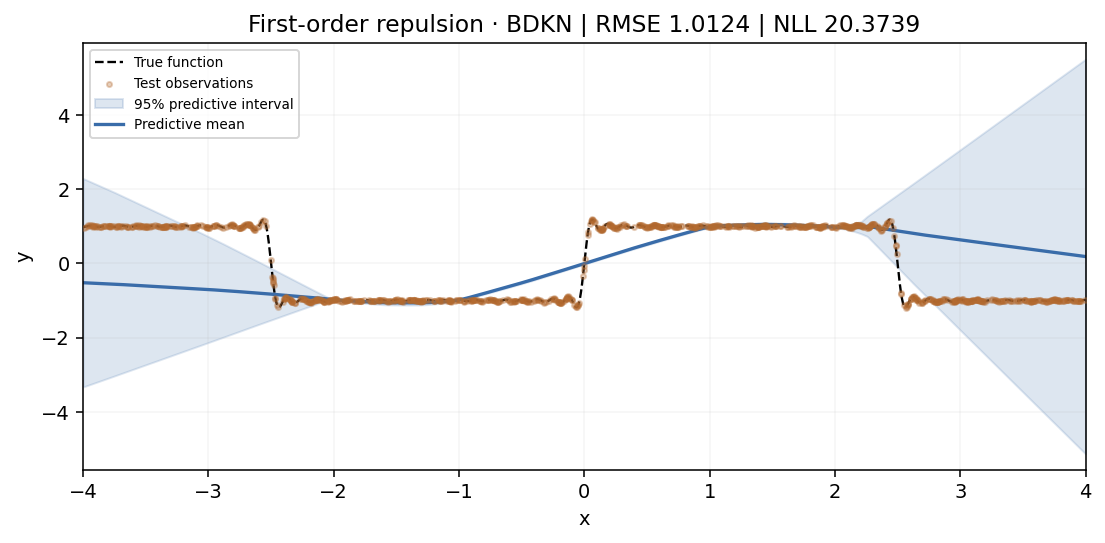 First-order repulsion · BDKN | RMSE 1.0124 | NLL 20.3739
True function
Test observations
95% predictive interval
Predictive mean
y
4
2
0
−2
−4
−4 −3 −2 −1 0 1 2 3 4
x